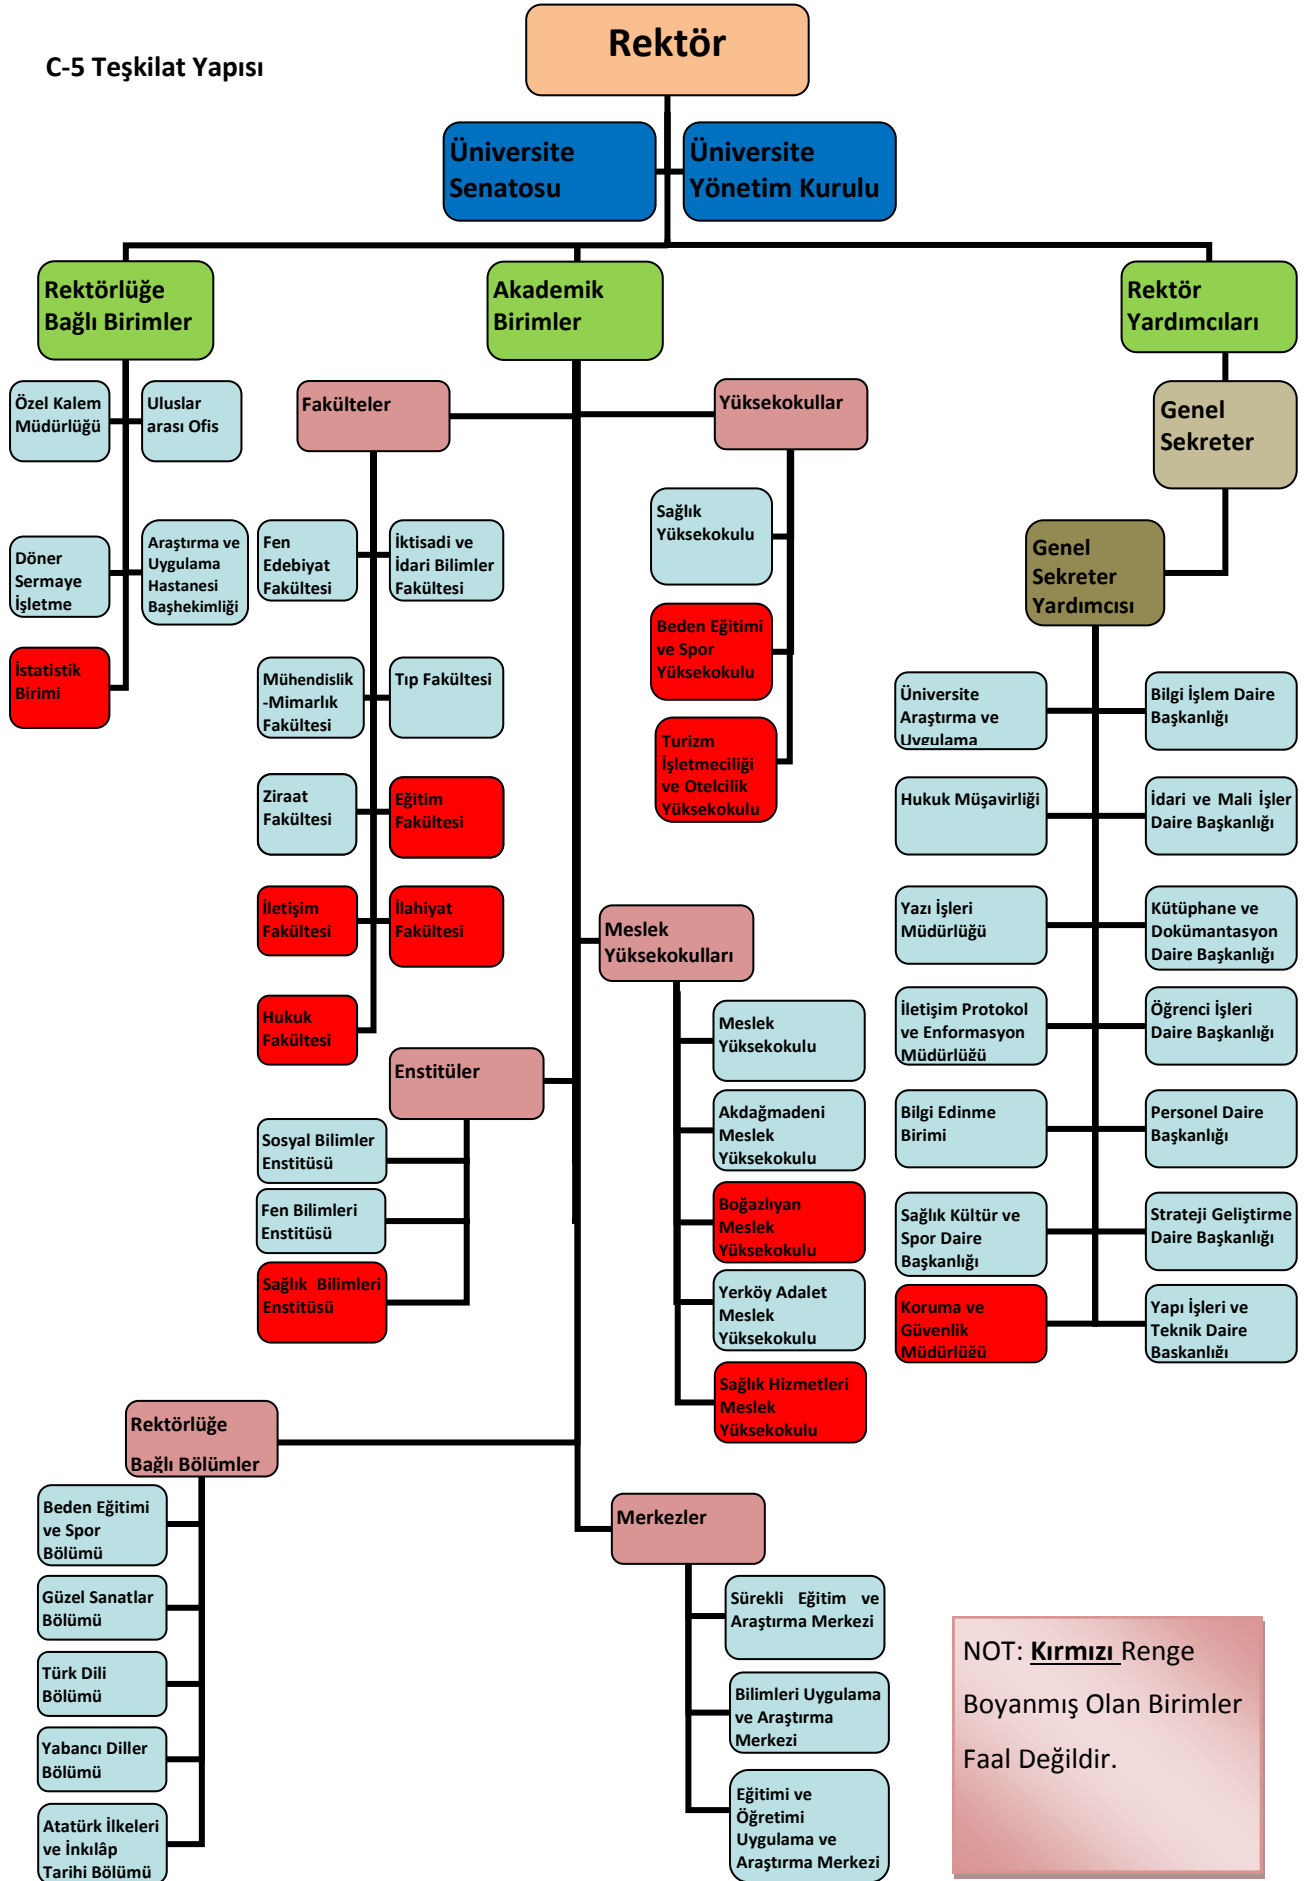 C-5 Teşkilat Yapısı
Rektör
Üniversite
Senatosu
Üniversite
Yönetim Kurulu
Rektörlüğe
Bağlı Birimler
Akademik
Birimler
Rektör
Yardımcıları
Özel Kalem
Müdürlüğü
Uluslar
arası Ofis
Döner
Sermaye
İşletme
Araştırma ve
Uygulama
Hastanesi
Başhekimliği
İstatistik
Birimi
Fakülteler
Fen
Edebiyat
Fakültesi
İktisadi ve
İdari Bilimler
Fakültesi
Mühendislik
-Mimarlık
Fakültesi
Tıp Fakültesi
Ziraat
Fakültesi
Eğitim
Fakültesi
İletişim
Fakültesi
İlahiyat
Fakültesi
Hukuk
Fakültesi
Yüksekokullar
Sağlık
Yüksekokulu
Beden Eğitimi
ve Spor
Yüksekokulu
Turizm
İşletmeciliği
ve Otelcilik
Yüksekokulu
Genel
Sekreter
Genel
Sekreter
Yardımcısı
Üniversite
Araştırma ve
Uygulama
Bilgi İşlem Daire
Başkanlığı
Hukuk Müşavirliği
İdari ve Mali İşler
Daire Başkanlığı
Yazı İşleri
Müdürlüğü
Kütüphane ve
Dokümantasyon
Daire Başkanlığı
İletişim Protokol
ve Enformasyon
Müdürlüğü
Öğrenci İşleri
Daire Başkanlığı
Bilgi Edinme
Birimi
Personel Daire
Başkanlığı
Sağlık Kültür ve
Spor Daire
Başkanlığı
Strateji Geliştirme
Daire Başkanlığı
Koruma ve
Güvenlik
Müdürlüğü
Yapı İşleri ve
Teknik Daire
Başkanlığı
Meslek
Yüksekokulları
Meslek
Yüksekokulu
Akdağmadeni
Meslek
Yüksekokulu
Boğazlıyan
Meslek
Yüksekokulu
Yerköy Adalet
Meslek
Yüksekokulu
Sağlık Hizmetleri
Meslek
Yüksekokulu
Enstitüler
Sosyal Bilimler
Enstitüsü
Fen Bilimleri
Enstitüsü
Sağlık Bilimleri
Enstitüsü
Rektörlüğe
Bağlı Bölümler
Beden Eğitimi
ve Spor
Bölümü
Güzel Sanatlar
Bölümü
Türk Dili
Bölümü
Yabancı Diller
Bölümü
Atatürk İlkeleri
ve İnkılâp
Tarihi Bölümü
Merkezler
Sürekli Eğitim ve
Araştırma Merkezi
Bilimleri Uygulama
ve Araştırma
Merkezi
Eğitimi ve
Öğretimi
Uygulama ve
Araştırma Merkezi
NOT: Kırmızı Renge
Boyanmış Olan Birimler
Faal Değildir.